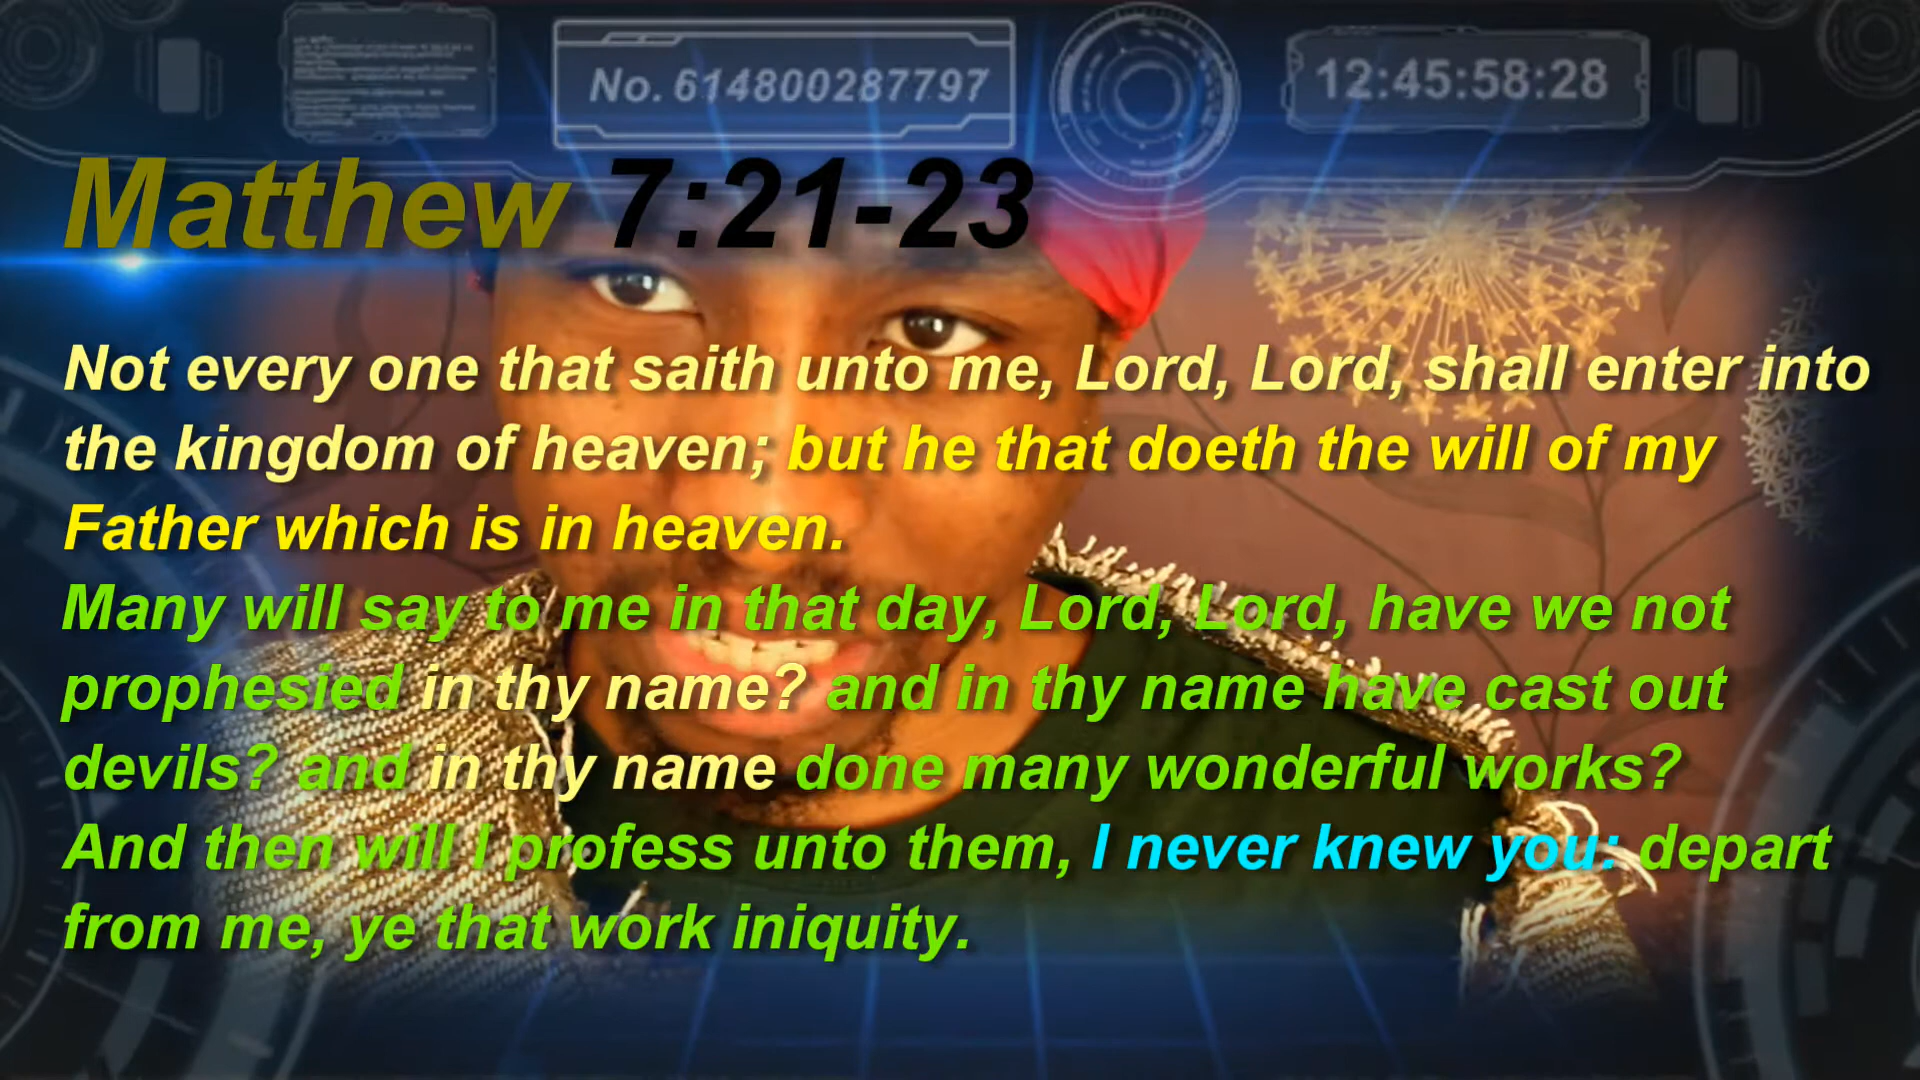 No. 614800287797
12:45:58:28
Matthew 7:21-23
Not every one that saith unto me, Lord, Lord, shall enter into
the kingdom of heaven; but he that doeth the will of my
Father which is in heaven.
Many will say to me in that day, Lord, Lord, have we not
prophesied in thy name? and in thy name have cast out
devils? and in thy name done many wonderful works?
And then will I profess unto them, I never knew you: depart
from me, ye that work iniquity.